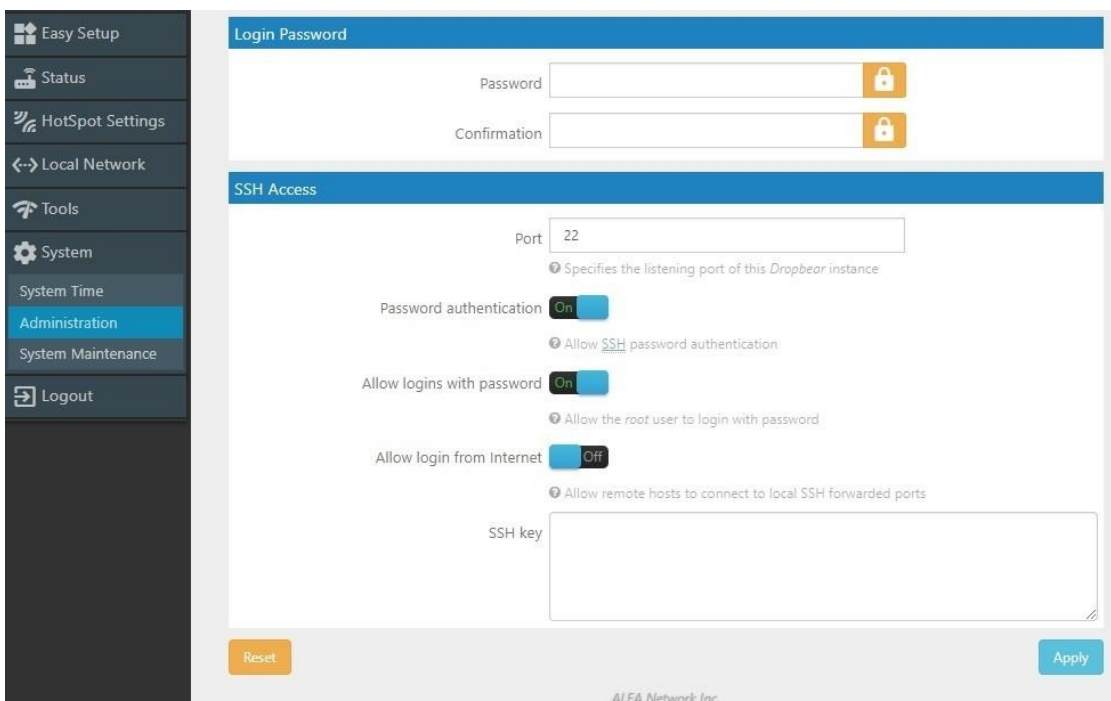 Easy Setup
Status
HotSpot Settings
Local Network
Tools
System
System Time
Administration
System Maintenance
Logout
Login Password
Password
Confirmation
SSH Access
Port 22
Specifies the listening port of this Dropbear instance
Password authentication On
Allow SSH password authentication
Allow logins with password On
Allow the root user to login with password
Allow login from Internet Off
Allow remote hosts to connect to local SSH forwarded ports
SSH key
Reset
Apply
ALFA Network Inc